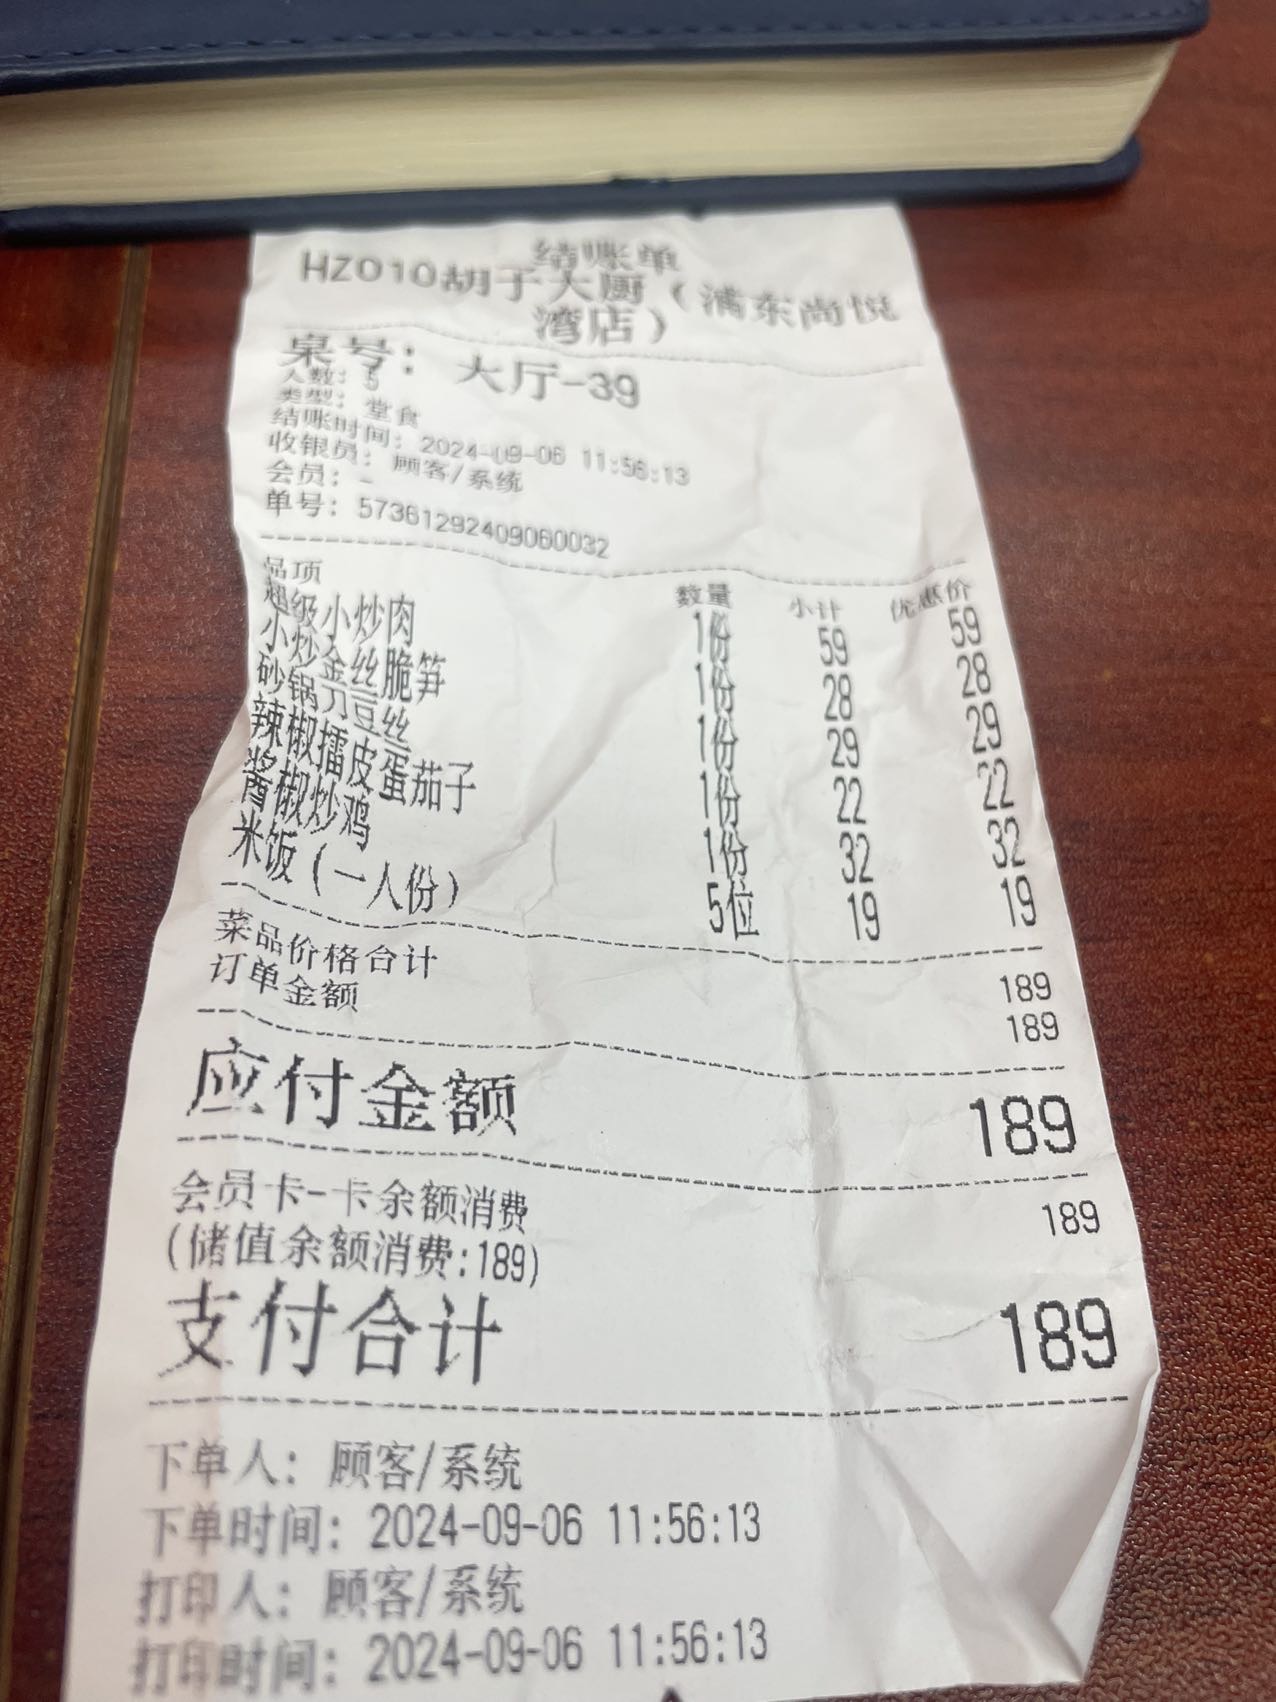 结账单
HZ010胡子大厨（浦东尚悦
湾店）
桌号：大厅-39
人数：5
类型：堂食
结账时间：2024-09-06 11:56:13
收银员：顾客/系统
会员：-
单号：573612922409060032
品项 数量 小计 优惠价
超级小炒肉 1份 59 59
小炒金丝脆笋 1份 28 28
砂锅刀豆丝 1份 29 29
辣椒擂皮蛋茄子 1份 22 22
酱椒炒鸡 1份 32 32
米饭（一人份） 5位 19 19
菜品价格合计 189
订单金额 189
应付金额 189
会员卡-卡余额消费 189
(储值余额消费:189)
支付合计 189
下单人：顾客/系统
下单时间：2024-09-06 11:56:13
打印人：顾客/系统
打印时间：2024-09-06 11:56:13